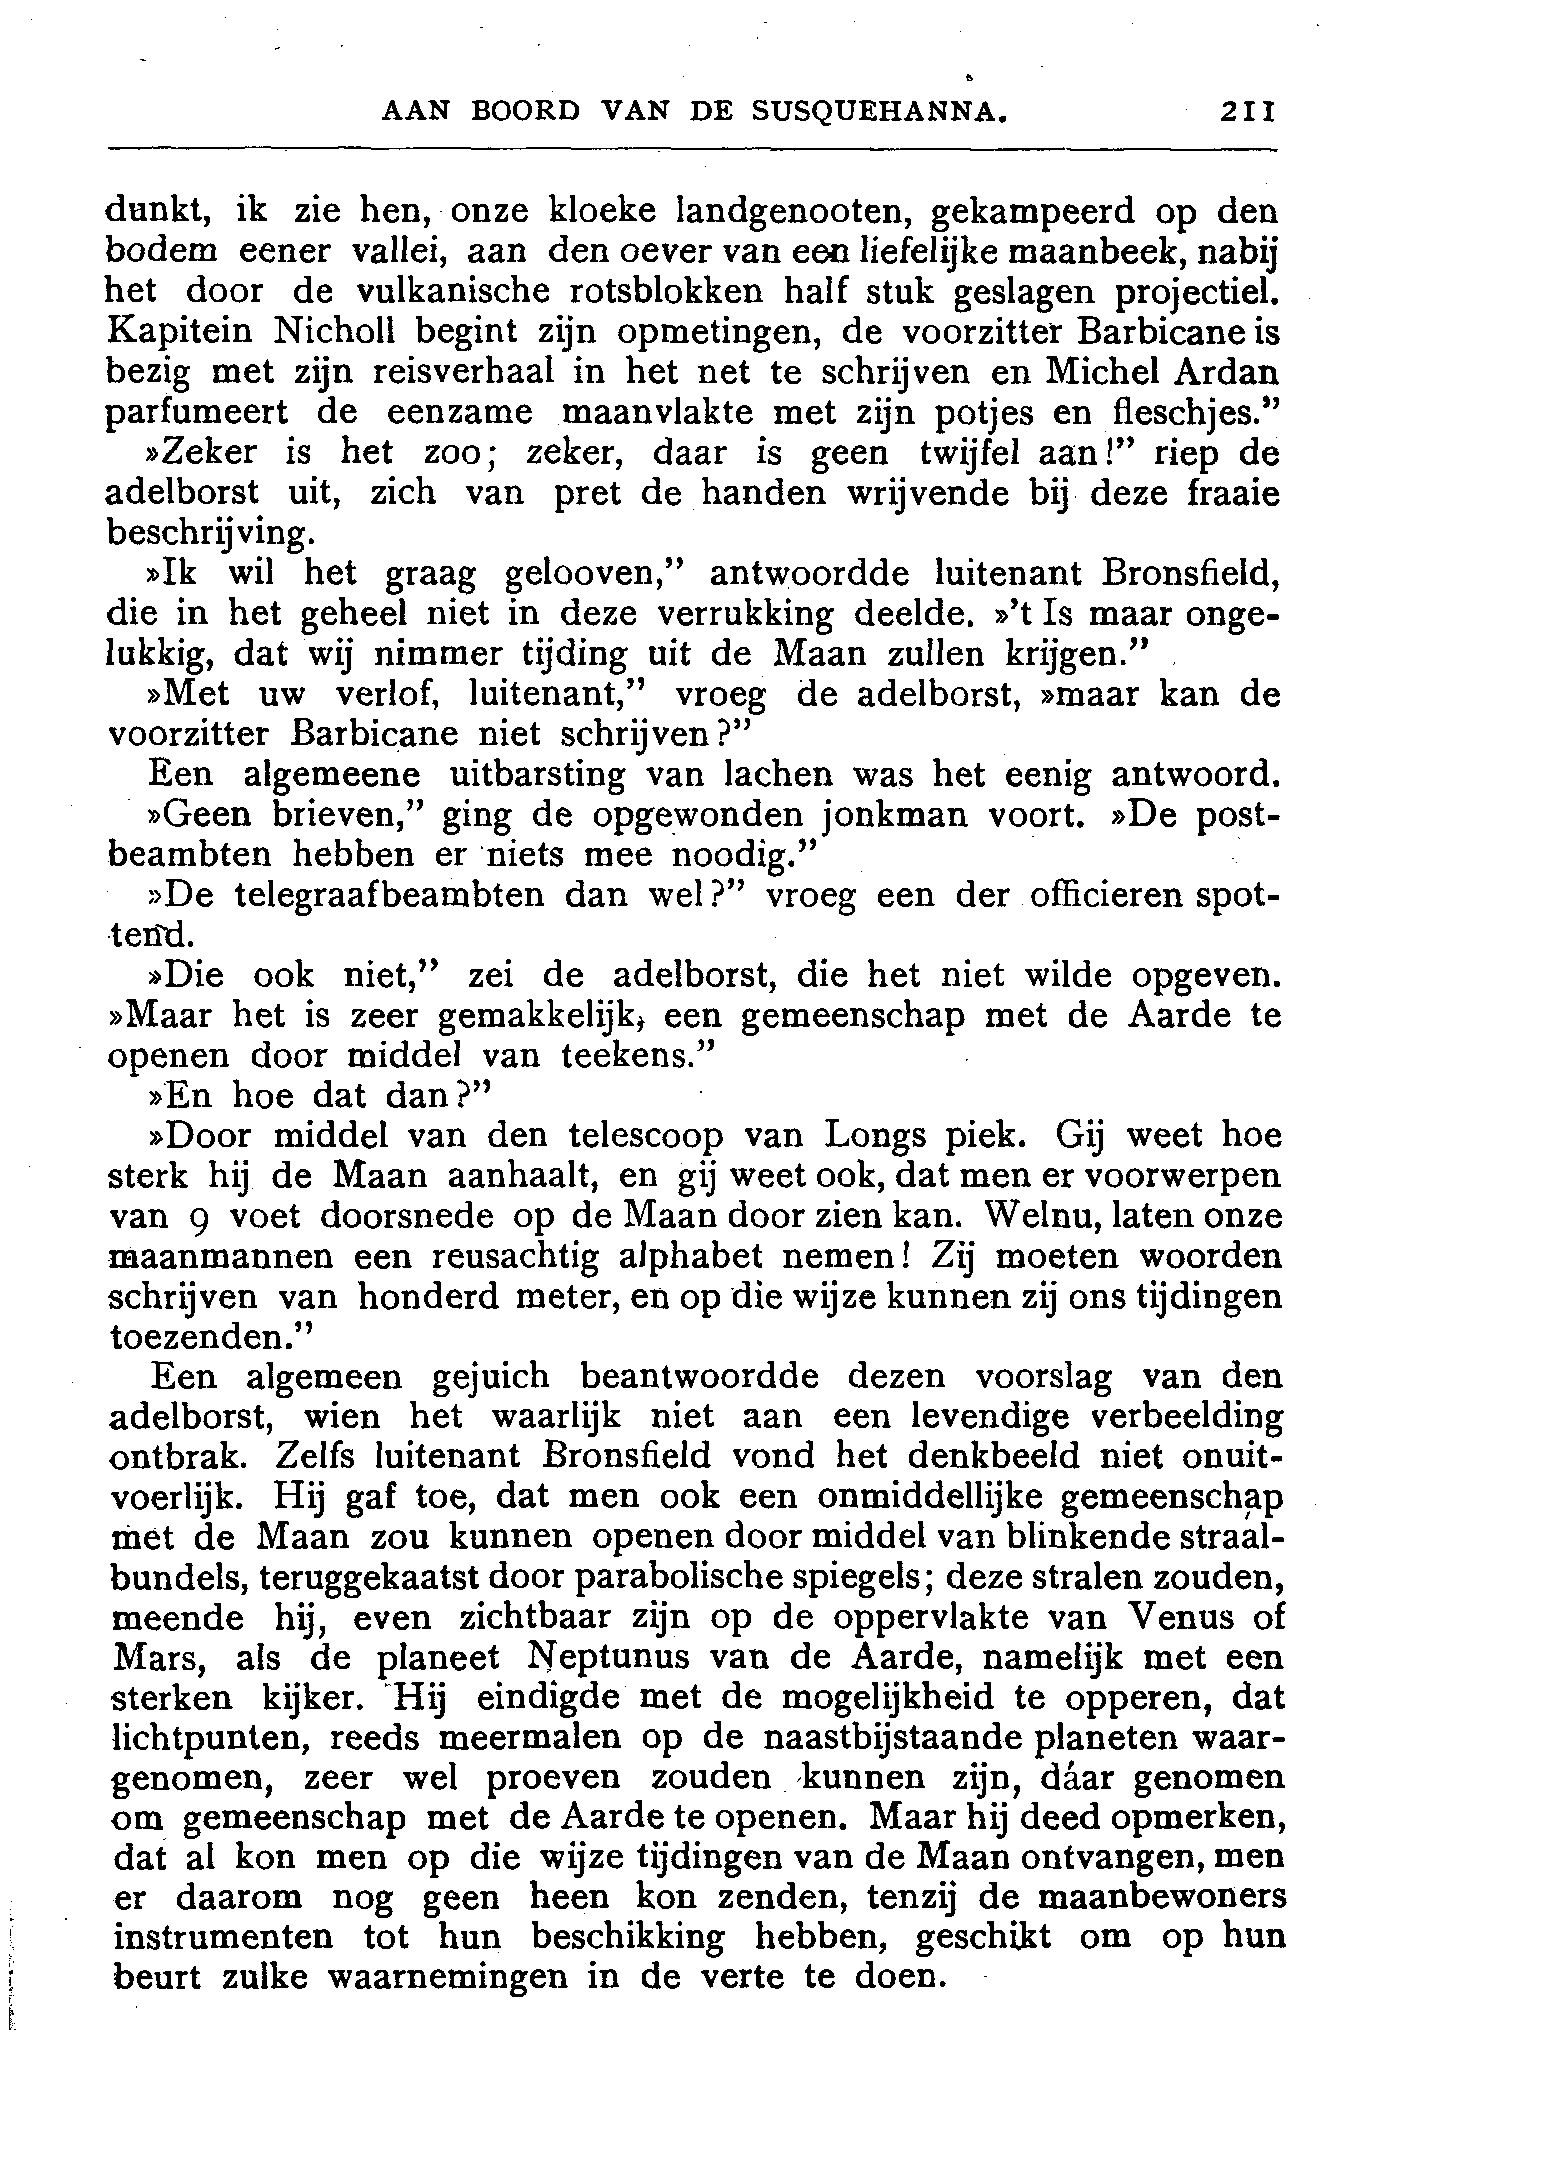 AAN BOORD VAN DE SUSQUEHANNA. 211
dunkt, ik zie hen, onze kloeke landgenooten, gekampeerd op den
bodem eener vallei, aan den oever van een liefelijke maanbeek, nabij
het door de vulkanische rotsblokken half stuk geslagen projectiel.
Kapitein Nicholl begint zijn opmetingen, de voorzitter Barbicane is
bezig met zijn reisverhaal in het net te schrijven en Michel Ardan
parfumeert de eenzame maanvlakte met zijn potjes en fleschjes.”
»Zeker is het zoo; zeker, daar is geen twijfel aan!” riep de
adelborst uit, zich van pret de handen wrijvende bij deze fraaie
beschrijving.
»Ik wil het graag gelooven,” antwoordde luitenant Bronsfield,
die in het geheel niet in deze verrukking deelde. »’t Is maar onge-
lukkig, dat wij nimmer tijding uit de Maan zullen krijgen.”
»Met uw verlof, luitenant,” vroeg de adelborst, »maar kan de
voorzitter Barbicane niet schrijven?”
Een algemeene uitbarsting van lachen was het eenig antwoord.
»Geen brieven,” ging de opgewonden jonkman voort. »De post-
beambten hebben er niets mee noodig.”
»De telegraafbeambten dan wel?” vroeg een der officieren spot-
tend.
»Die ook niet,” zei de adelborst, die het niet wilde opgeven.
»Maar het is zeer gemakkelijk, een gemeenschap met de Aarde te
openen door middel van teekens.”
»En hoe dat dan?”
»Door middel van den telescoop van Longs piek. Gij weet hoe
sterk hij de Maan aanhaalt, en gij weet ook, dat men er voorwerpen
van 9 voet doorsnede op de Maan door zien kan. Welnu, laten onze
maanmannen een reusachtig alphabet nemen! Zij moeten woorden
schrijven van honderd meter, en op die wijze kunnen zij ons tijdingen
toezenden.”
Een algemeen gejuich beantwoordde dezen voorslag van den
adelborst, wien het waarlijk niet aan een levendige verbeelding
ontbrak. Zelfs luitenant Bronsfield vond het denkbeeld niet onuit-
voerlijk. Hij gaf toe, dat men ook een onmiddellijke gemeenschap
met de Maan zou kunnen openen door middel van blinkende straal-
bundels, teruggekaatst door parabolische spiegels; deze stralen zouden,
meende hij, even zichtbaar zijn op de oppervlakte van Venus of
Mars, als de planeet Neptunus van de Aarde, namelijk met een
sterken kijker. Hij eindigde met de mogelijkheid te opperen, dat
lichtpunten, reeds meermalen op de naastbijstaande planeten waar-
genomen, zeer wel proeven zouden kunnen zijn, dáar genomen
om gemeenschap met de Aarde te openen. Maar hij deed opmerken,
dat al kon men op die wijze tijdingen van de Maan ontvangen, men
er daarom nog geen heen kon zenden, tenzij de maanbewoners
instrumenten tot hun beschikking hebben, geschikt om op hun
beurt zulke waarnemingen in de verte te doen.